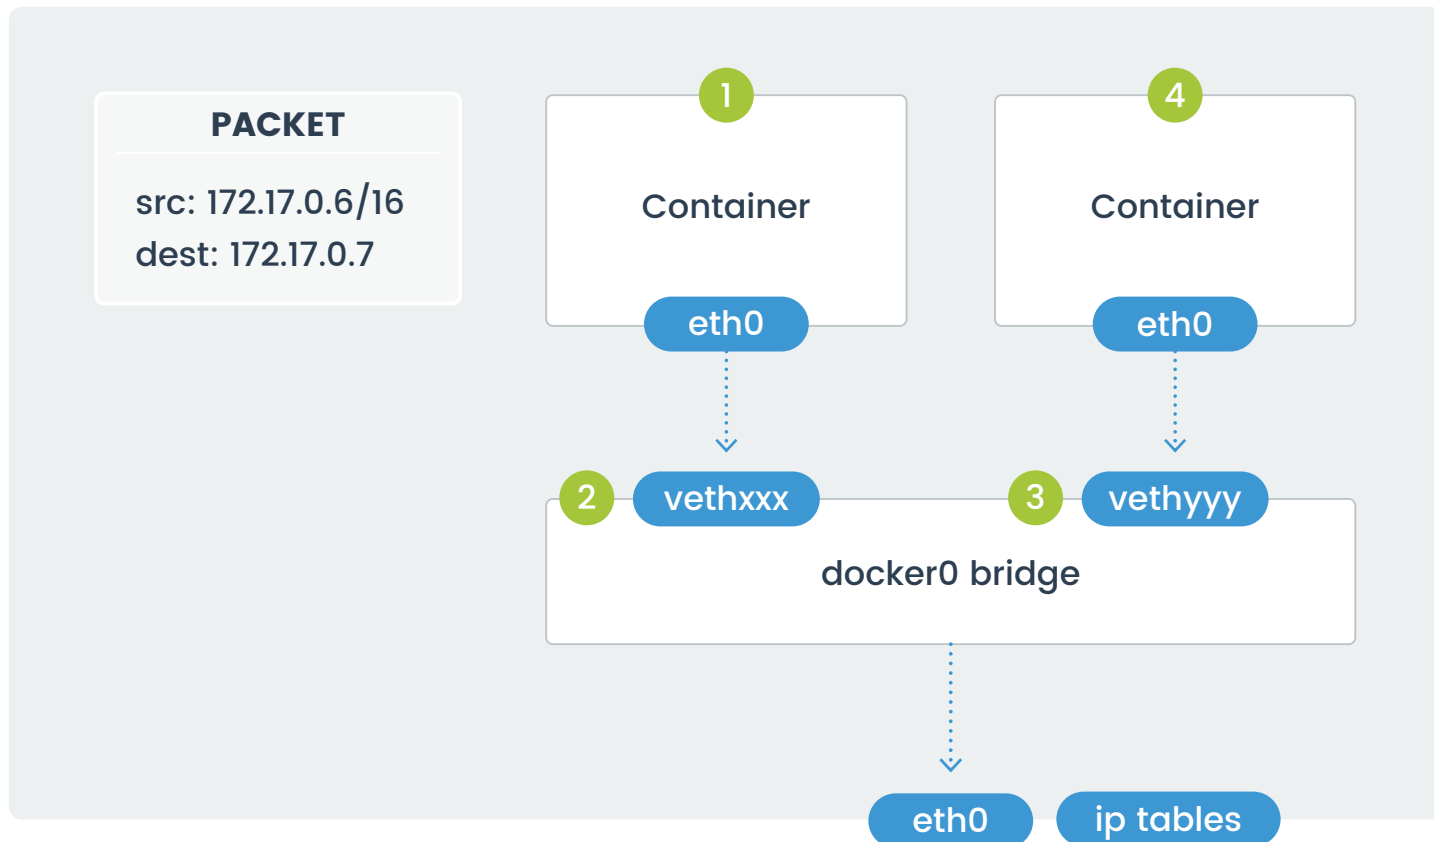 PACKET
src: 172.17.0.6/16
dest: 172.17.0.7
1
Container
eth0
4
Container
eth0
2
vethxxx
3
vethyyy
docker0 bridge
eth0
ip tables